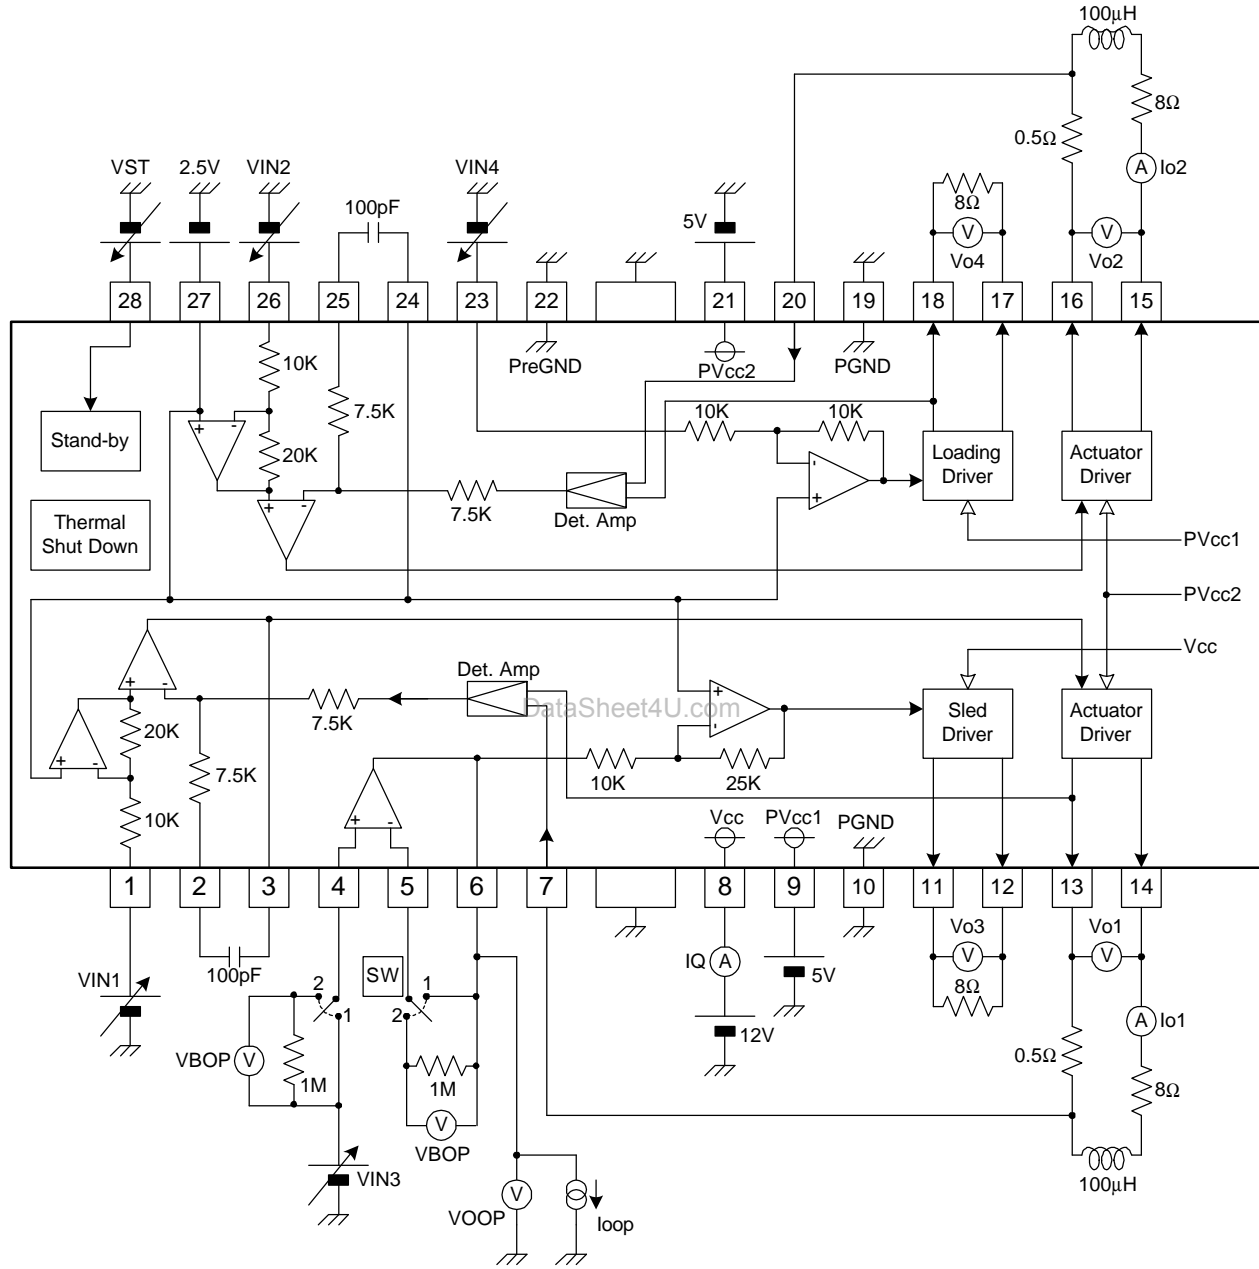 100µH
8Ω
0.5Ω
A Io2
VST 2.5V VIN2 VIN4
100pF
5V
8Ω
V
Vo4
V
Vo2
28 27 26 25 24 23 22 21 20 19 18 17 16 15
10K
PreGND
PVcc2
PGND
7.5K
10K 10K
Stand-by
+ -
20K
Loading
Driver
Actuator
Driver
-
+
+ -
7.5K
Det. Amp
Thermal
Shut Down
PVcc1
PVcc2
Vcc
Det. Amp
+ -
7.5K
+
-
DataSheet4U.com
Sled
Driver
Actuator
Driver
20K
+ -
7.5K
10K 25K
10K
+ -
Vcc PVcc1 PGND
1 2 3 4 5 6 7 8 9 10 11 12 13 14
100pF
VIN1
2
1
SW
1
2
IQ A
5V
12V
Vo3
V
8Ω
Vo1
V
A Io1
0.5Ω
8Ω
VBOP V
1M
1M
V
VBOP
VIN3
100µH
VOOP V
Ioop